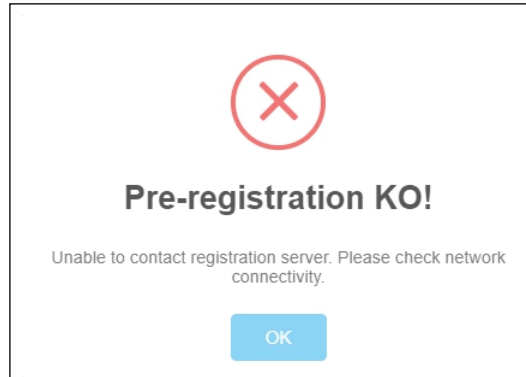 Pre-registration KO!
Unable to contact registration server. Please check network
connectivity.
OK